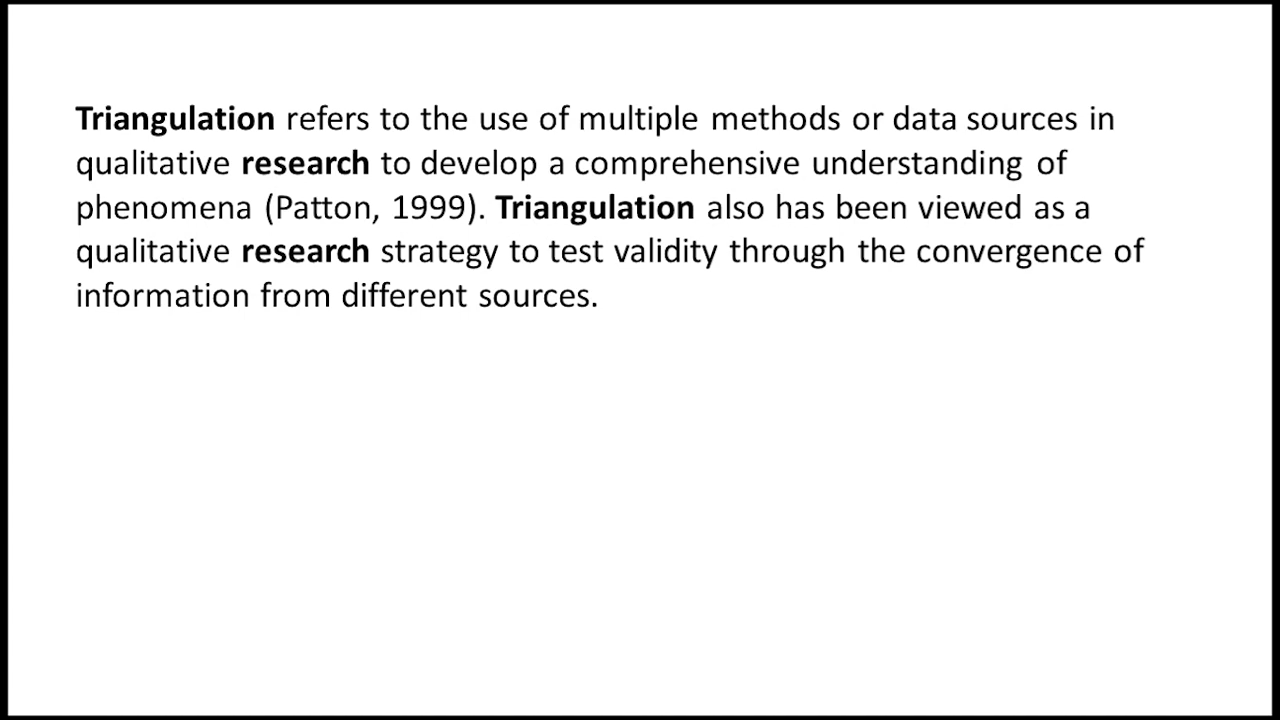 Triangulation refers to the use of multiple methods or data sources in
qualitative research to develop a comprehensive understanding of
phenomena (Patton, 1999). Triangulation also has been viewed as a
qualitative research strategy to test validity through the convergence of
information from different sources.